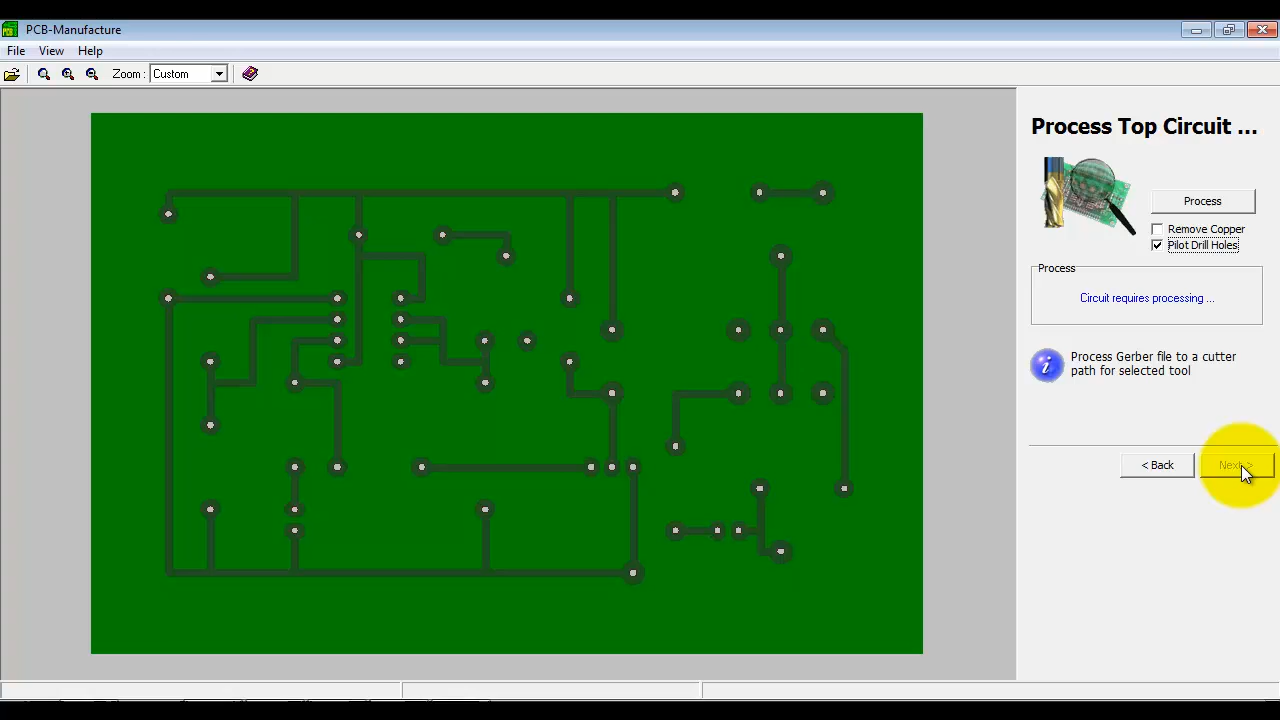 PCB-Manufacture
File View Help
Zoom : Custom
Process Top Circuit ...
Process
Remove Copper
Pilot Drill Holes
Process
Circuit requires processing ...
i Process Gerber file to a cutter
path for selected tool
< Back Next >